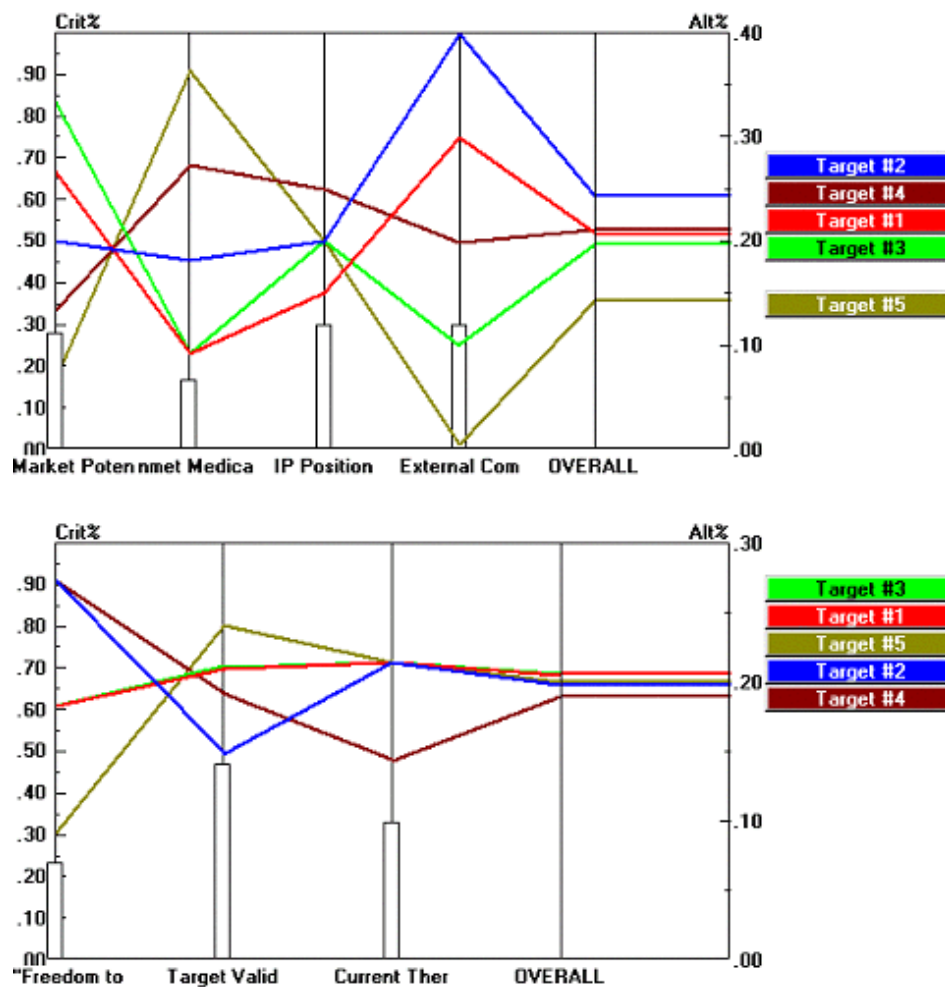 Crit%
Alt%
.90
.80
.70
.60
.50
.40
.30
.20
.10
.00
.40
.30
.20
.10
.00
Market Poten nmet Medica IP Position External Com OVERALL
Target #2
Target #4
Target #1
Target #3
Target #5
Crit%
Alt%
.90
.80
.70
.60
.50
.40
.30
.20
.10
.00
.30
.20
.10
.00
"Freedom to Target Valid Current Ther OVERALL
Target #3
Target #1
Target #5
Target #2
Target #4